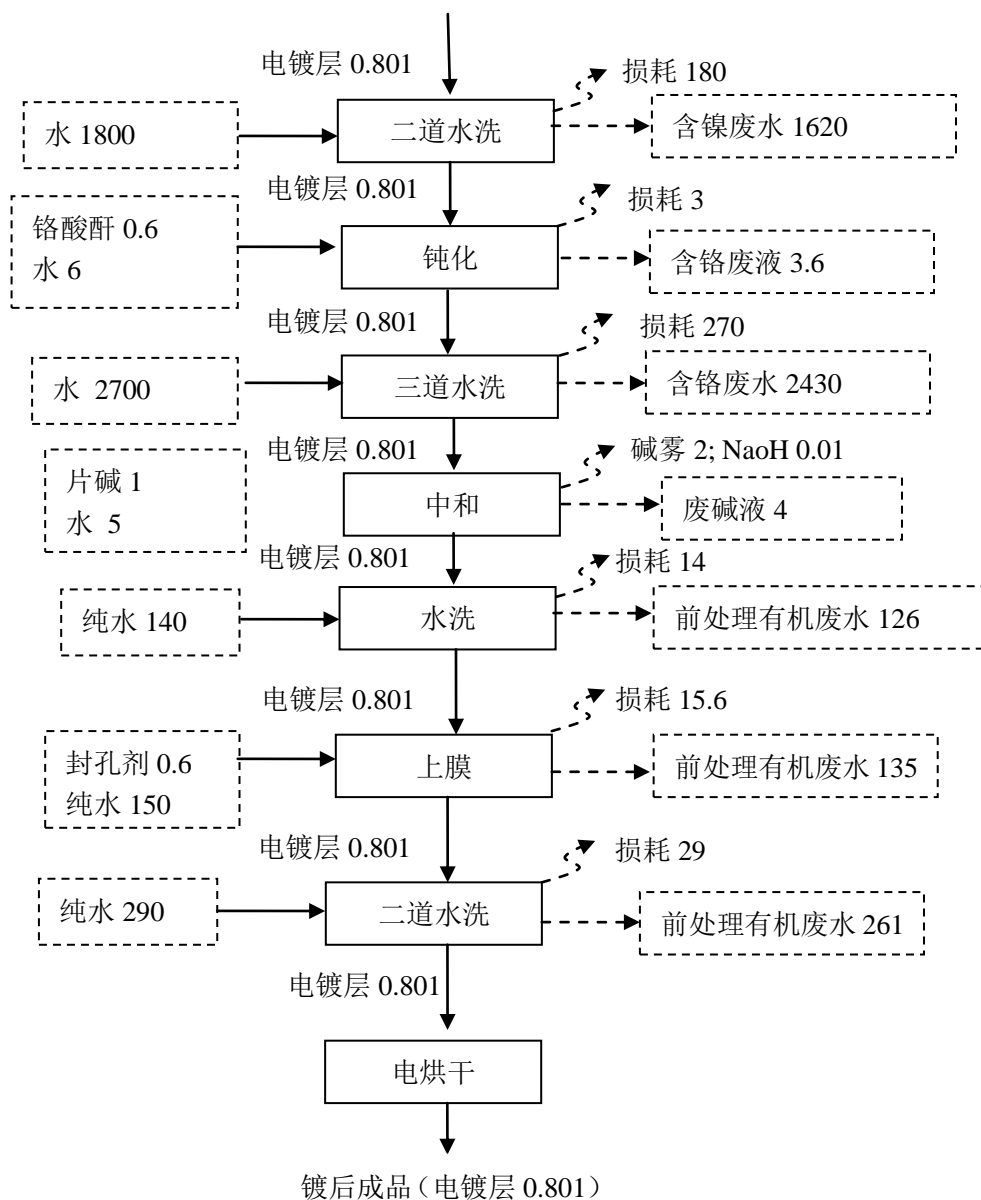 电镀层 0.801
损耗 180
水 1800
二道水洗
含镍废水 1620
电镀层 0.801
损耗 3
铬酸酐 0.6
水 6
钝化
含铬废液 3.6
电镀层 0.801
损耗 270
水 2700
三道水洗
含铬废水 2430
电镀层 0.801
碱雾 2; NaoH 0.01
片碱 1
水 5
中和
废碱液 4
电镀层 0.801
损耗 14
纯水 140
水洗
前处理有机废水 126
电镀层 0.801
损耗 15.6
封孔剂 0.6
纯水 150
上膜
前处理有机废水 135
电镀层 0.801
损耗 29
纯水 290
二道水洗
前处理有机废水 261
电镀层 0.801
电烘干
镀后成品（电镀层 0.801）